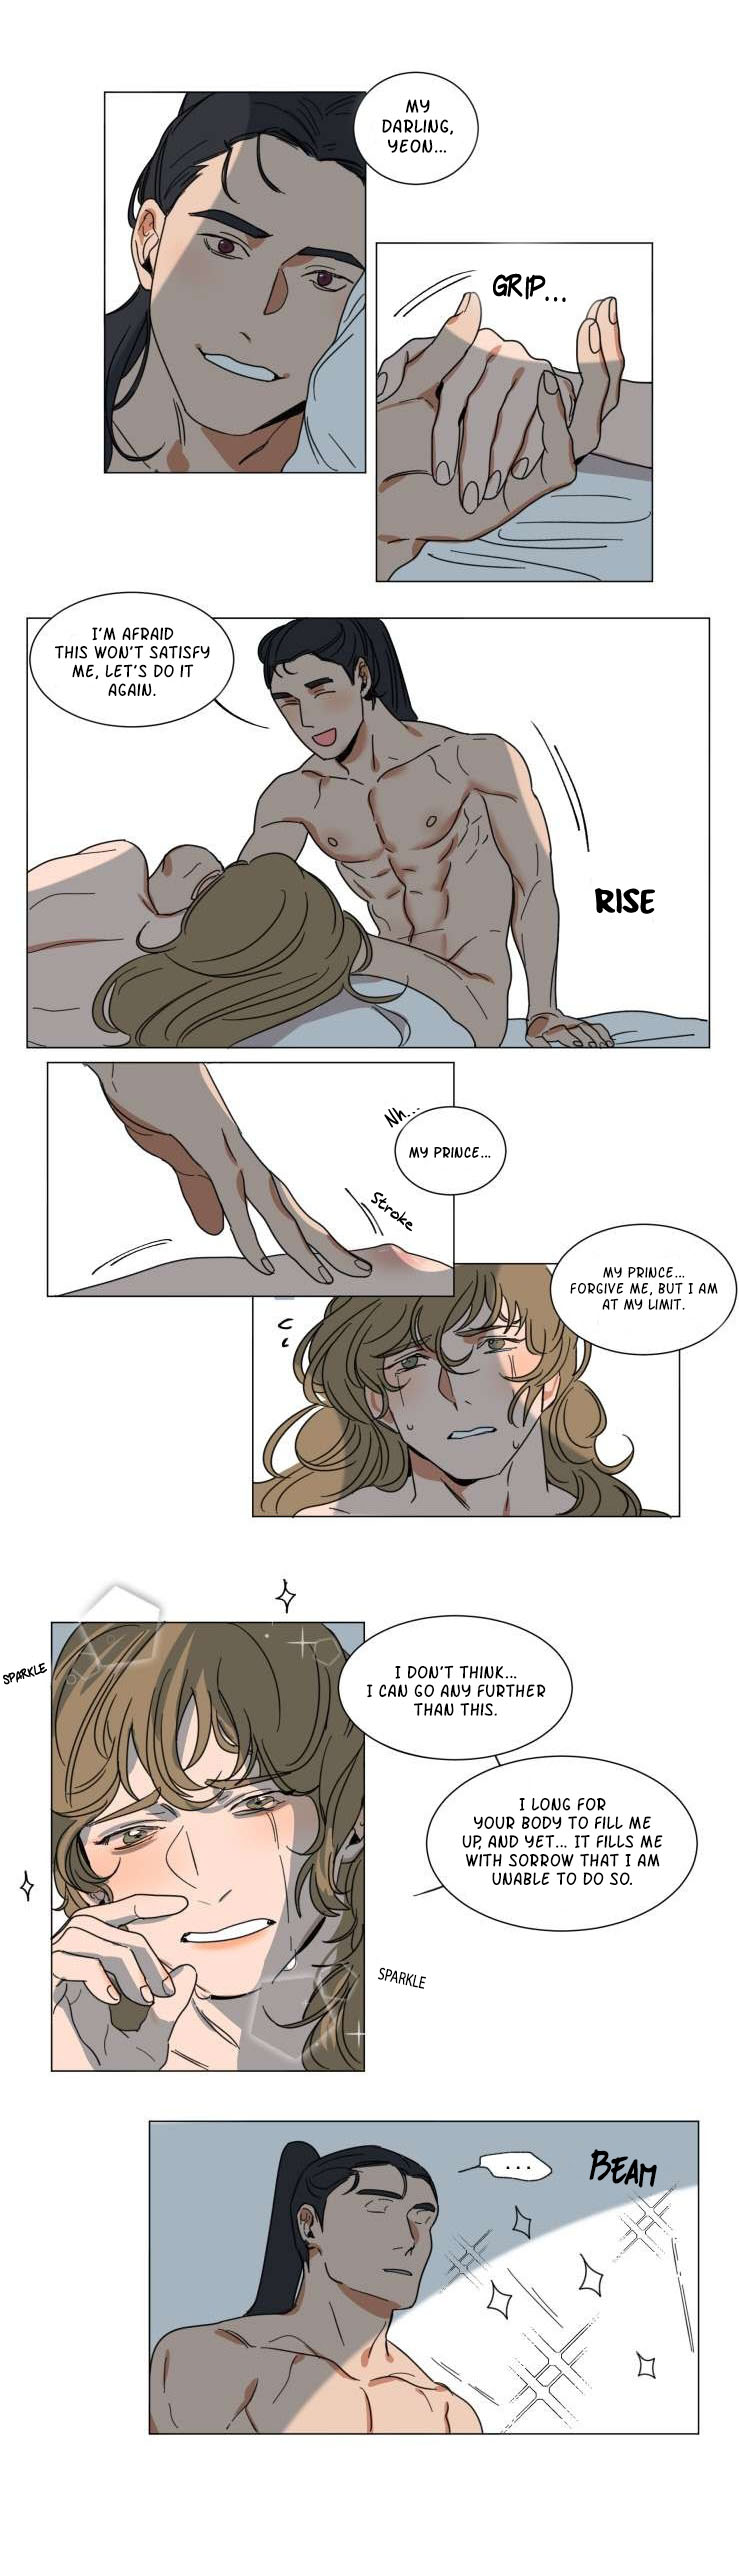 MY
DARLING,
YEON...
GRIP...
I'M AFRAID
THIS WON'T SATISFY
ME, LET'S DO IT
AGAIN.
RISE
Nh...
MY PRINCE...
Stroke
MY PRINCE...
FORGIVE ME, BUT I AM
AT MY LIMIT.
SPARKLE
I DON'T THINK...
I CAN GO ANY FURTHER
THAN THIS.
I LONG FOR
YOUR BODY TO FILL ME
UP, AND YET... IT FILLS ME
WITH SORROW THAT I AM
UNABLE TO DO SO.
SPARKLE
...
BEAM